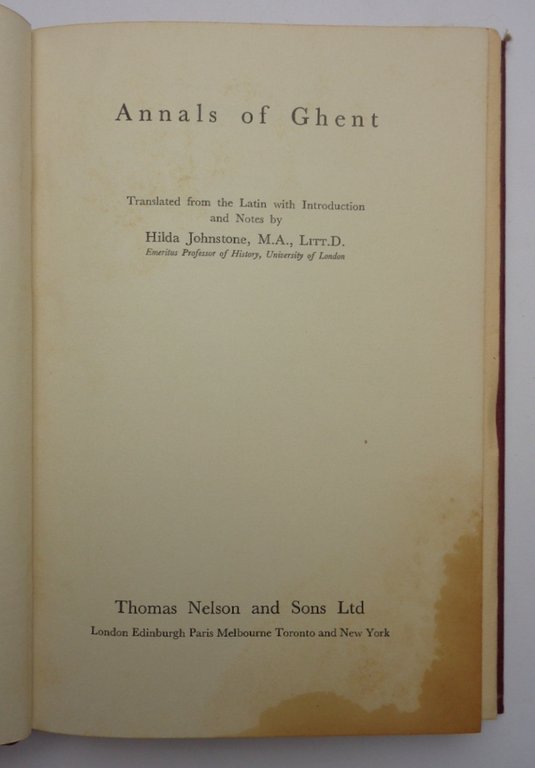 Annals of Ghent
Translated from the Latin with Introduction
and Notes by
Hilda Johnstone, M.A., LITT.D.
Emeritus Professor of History, University of London
Thomas Nelson and Sons Ltd
London Edinburgh Paris Melbourne Toronto and New York